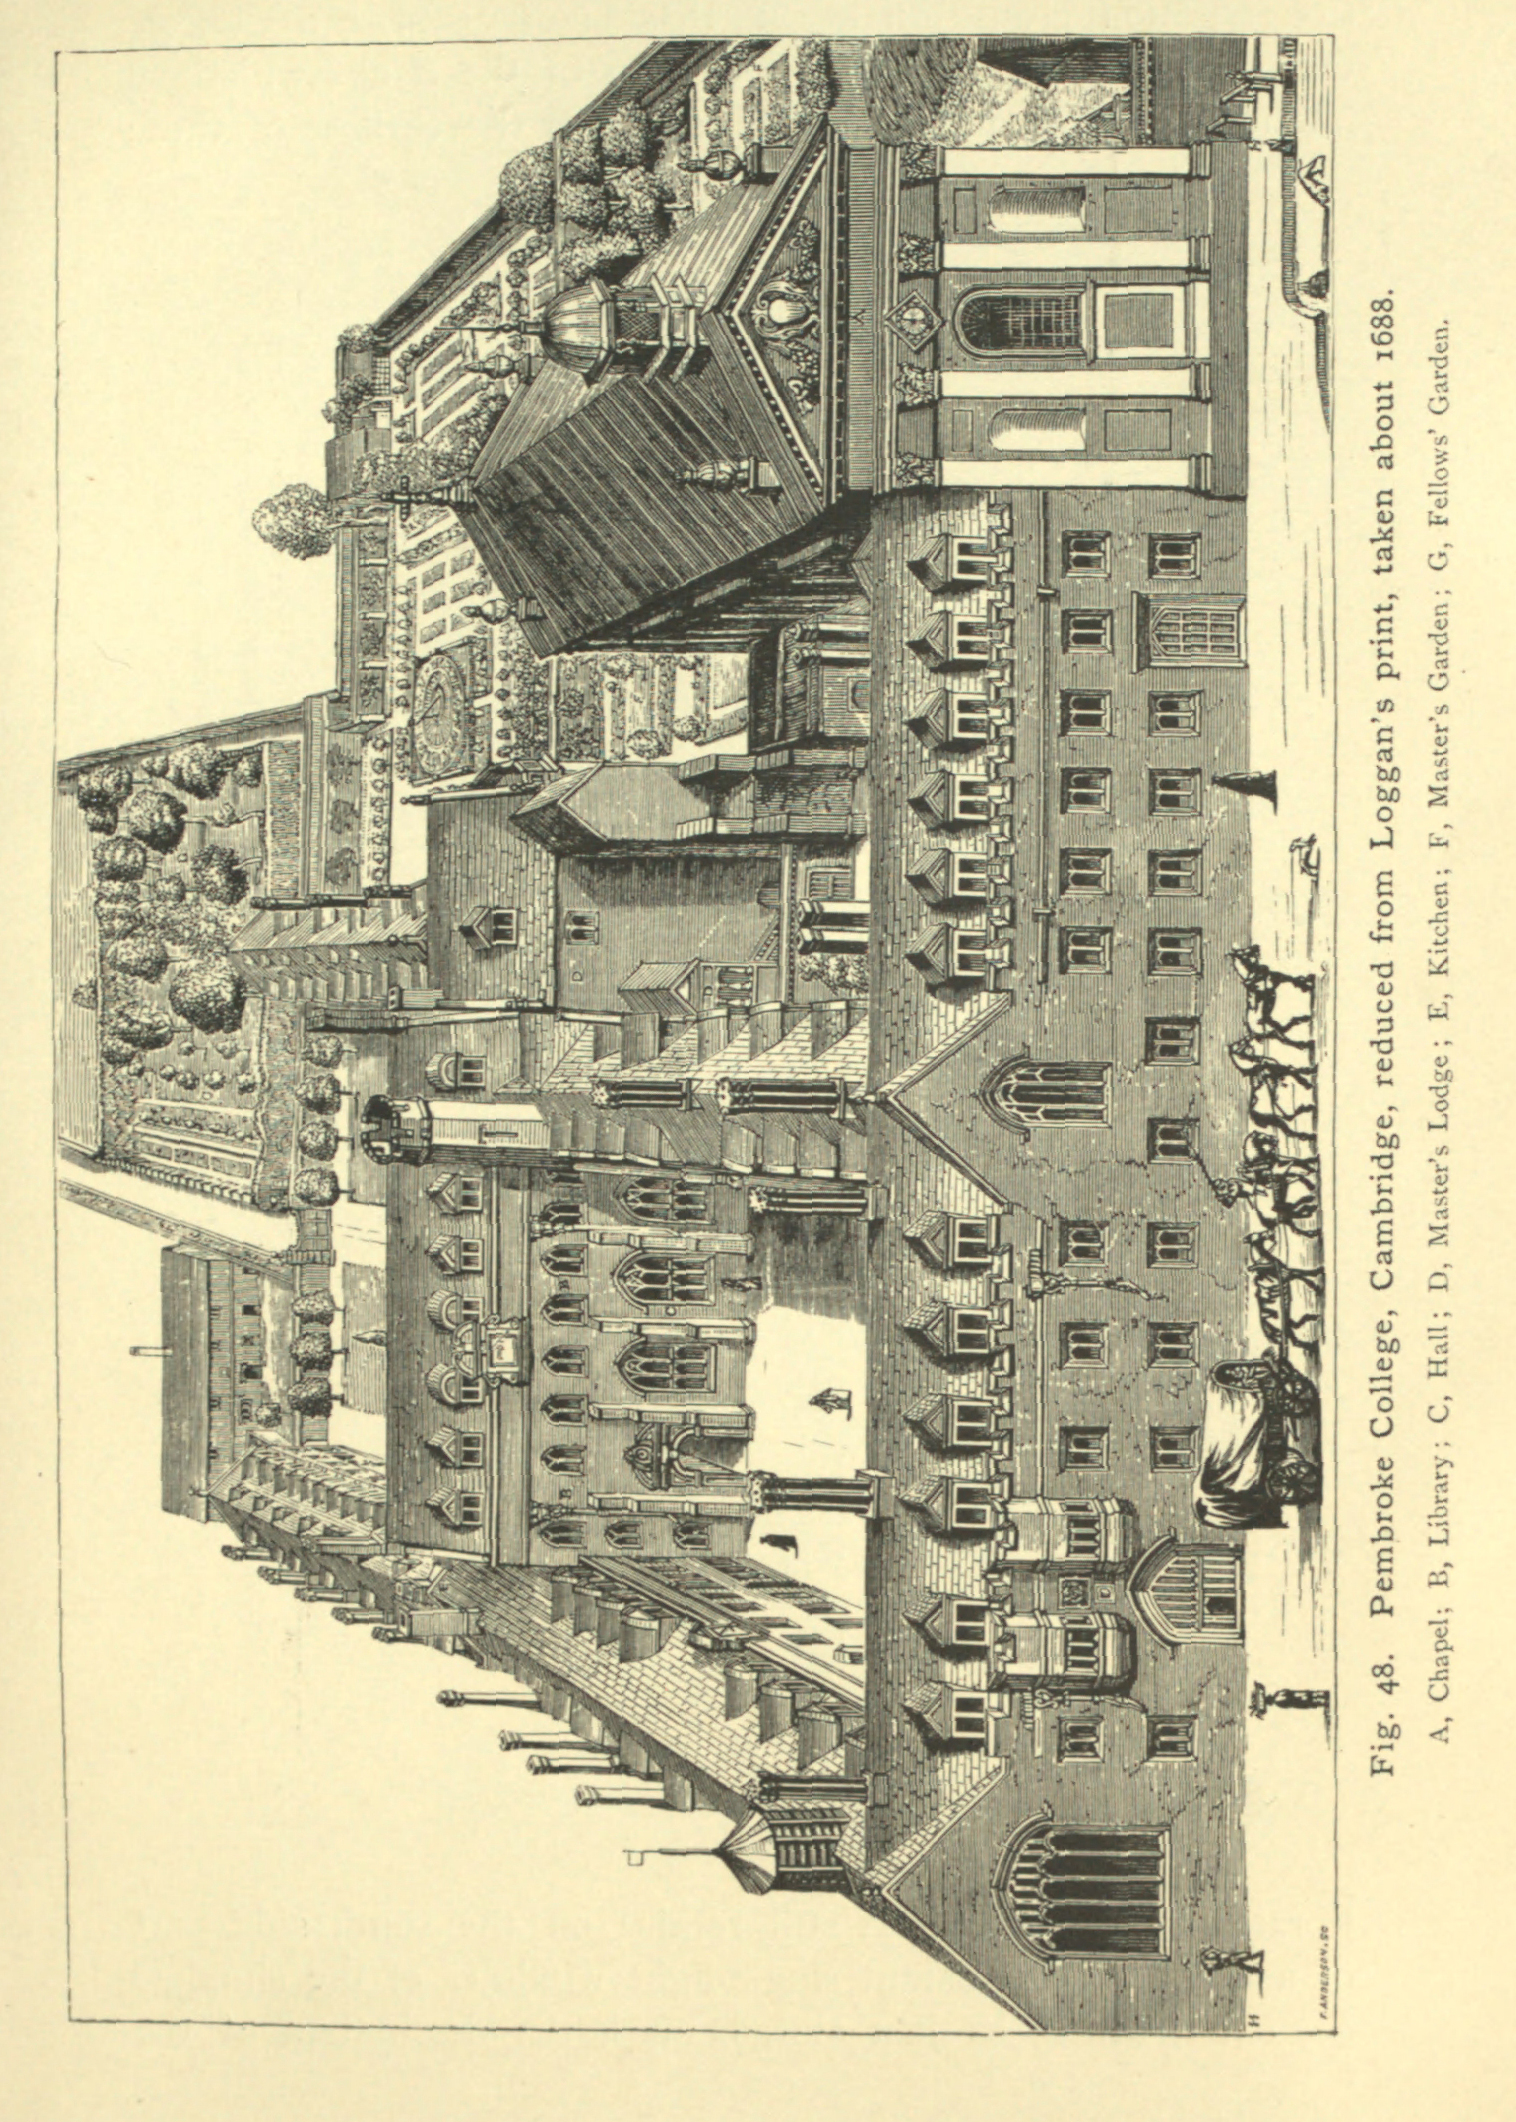 A
B
B
C
D
F. ANDERSON. SC
Fig. 48. Pembroke College, Cambridge, reduced from Loggan's print, taken about 1688.
A, Chapel; B, Library; C, Hall; D, Master's Lodge; E, Kitchen; F, Master's Garden; G, Fellows' Garden.